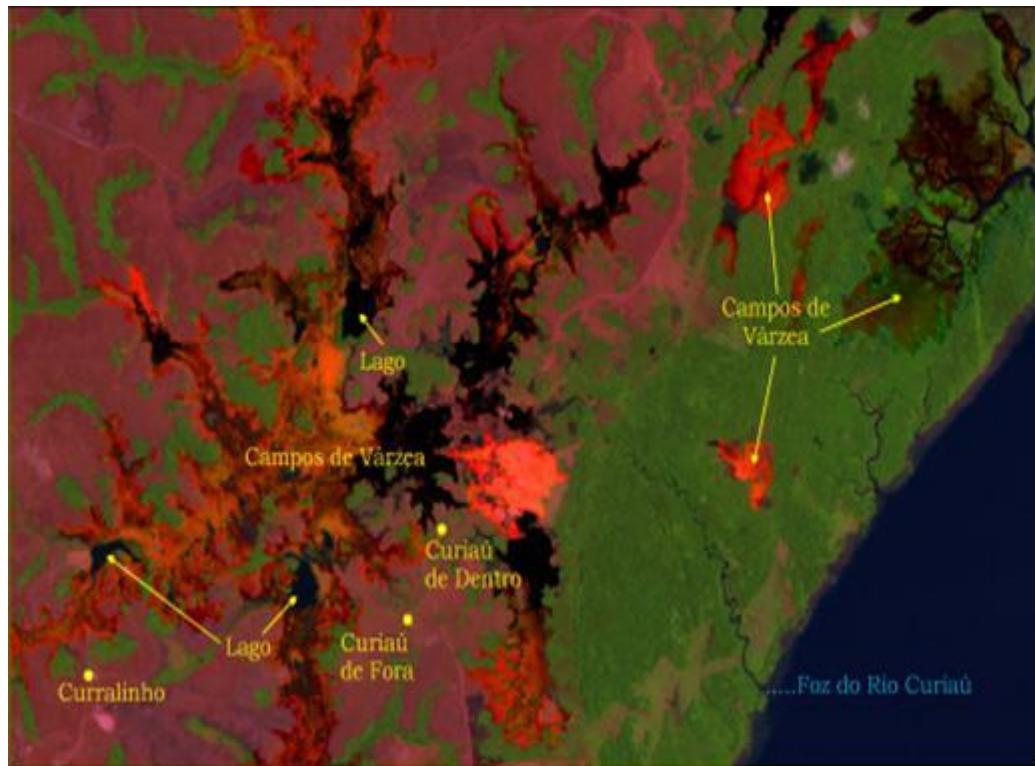 Campos de
Várzea
Lago
Campos de Várzea
Curiaú
de Dentro
Lago
Curiaú
de Fora
Curralinho
.....Foz do Rio Curiaú